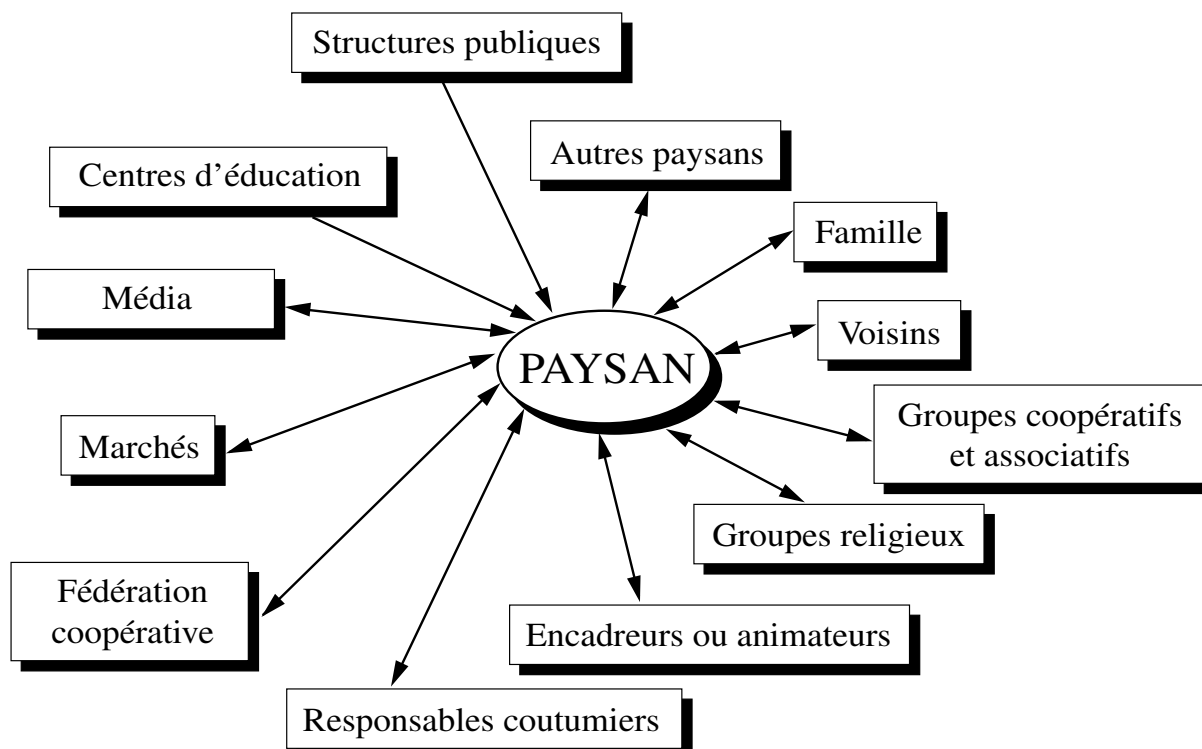 Structures publiques
Autres paysans
Centres d’éducation
Famille
Média
Voisins
PAYSAN
Groupes coopératifs
et associatifs
Marchés
Groupes religieux
Fédération
coopérative
Encadreurs ou animateurs
Responsables coutumiers